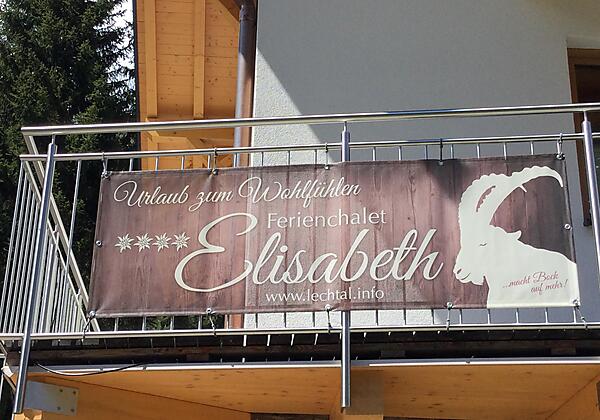 Urlaub zum Wohlfühlen
Ferienchalet
Elisabeth
www.lechtal.info
...macht Bock
auf mehr!